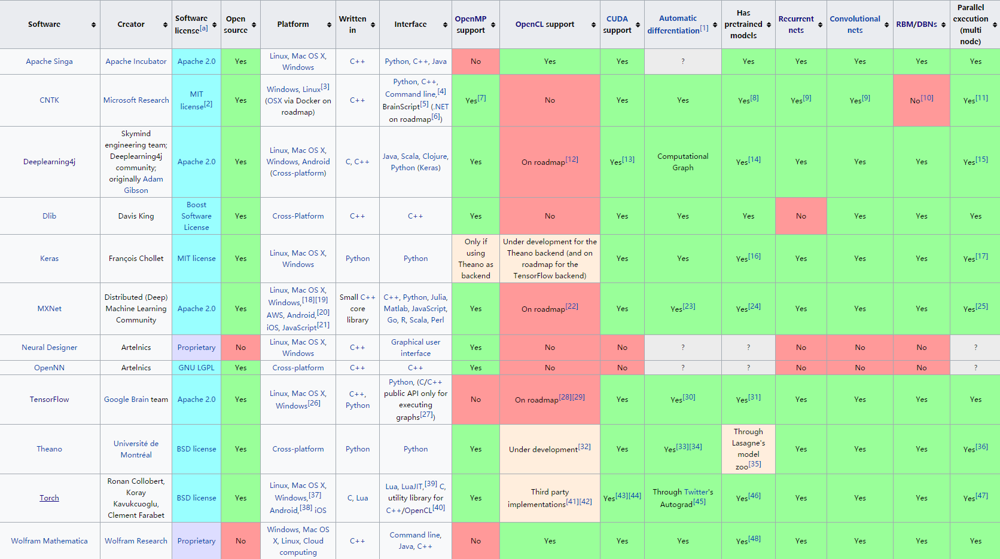 Software Creator Software license[a] Open source Platform Written in Interface OpenMP support OpenCL support CUDA support Automatic differentiation[1] Has pretrained models Recurrent nets Convolutional nets RBM/DBNs Parallel execution (multi node)
Apache Singa Apache Incubator Apache 2.0 Yes Linux, Mac OS X, Windows C++ Python, C++, Java No Yes Yes ? Yes Yes Yes Yes Yes
CNTK Microsoft Research MIT license[2] Yes Windows, Linux[3] (OSX via Docker on roadmap) C++ Python, C++, Command line,[4] BrainScript[5] (.NET on roadmap[6]) Yes[7] No Yes Yes Yes[8] Yes[9] Yes[9] No[10] Yes[11]
Deeplearning4j Skymind engineering team; Deeplearning4j community; originally Adam Gibson Apache 2.0 Yes Linux, Mac OS X, Windows, Android (Cross-platform) C, C++ Java, Scala, Clojure, Python (Keras) Yes On roadmap[12] Yes[13] Computational Graph Yes[14] Yes Yes Yes Yes[15]
Dlib Davis King Boost Software License Yes Cross-Platform C++ C++ Yes No Yes Yes Yes No Yes Yes Yes
Keras François Chollet MIT license Yes Linux, Mac OS X, Windows Python Python Only if using Theano as backend Under development for the Theano backend (and on roadmap for the TensorFlow backend) Yes Yes Yes[16] Yes Yes Yes Yes[17]
MXNet Distributed (Deep) Machine Learning Community Apache 2.0 Yes Linux, Mac OS X, Windows,[18][19] AWS, Android,[20] iOS, JavaScript[21] Small C++ core library C++, Python, Julia, Matlab, JavaScript, Go, R, Scala, Perl Yes On roadmap[22] Yes Yes[23] Yes[24] Yes Yes Yes Yes[25]
Neural Designer Artelnics Proprietary No Linux, Mac OS X, Windows C++ Graphical user interface Yes No No ? ? No No No ?
OpenNN Artelnics GNU LGPL Yes Cross-platform C++ C++ Yes No No ? ? No No No ?
TensorFlow Google Brain team Apache 2.0 Yes Linux, Mac OS X, Windows[26] C++, Python Python, (C/C++ public API only for executing graphs[27]) No On roadmap[28][29] Yes Yes[30] Yes[31] Yes Yes Yes Yes
Theano Université de Montréal BSD license Yes Cross-platform Python Python Yes Under development[32] Yes Yes[33][34] Through Lasagne's model zoo[35] Yes Yes Yes Yes[36]
Torch Ronan Collobert, Koray Kavukcuoglu, Clement Farabet BSD license Yes Linux, Mac OS X, Windows,[37] Android,[38] iOS C, Lua Lua, LuaJIT,[39] C, utility library for C++/OpenCL[40] Yes Third party implementations[41][42] Yes[43][44] Through Twitter's Autograd[45] Yes[46] Yes Yes Yes Yes[47]
Wolfram Mathematica Wolfram Research Proprietary No Windows, Mac OS X, Linux, Cloud computing C++ Command line, Java, C++ No Yes Yes Yes Yes[48] Yes Yes Yes Yes